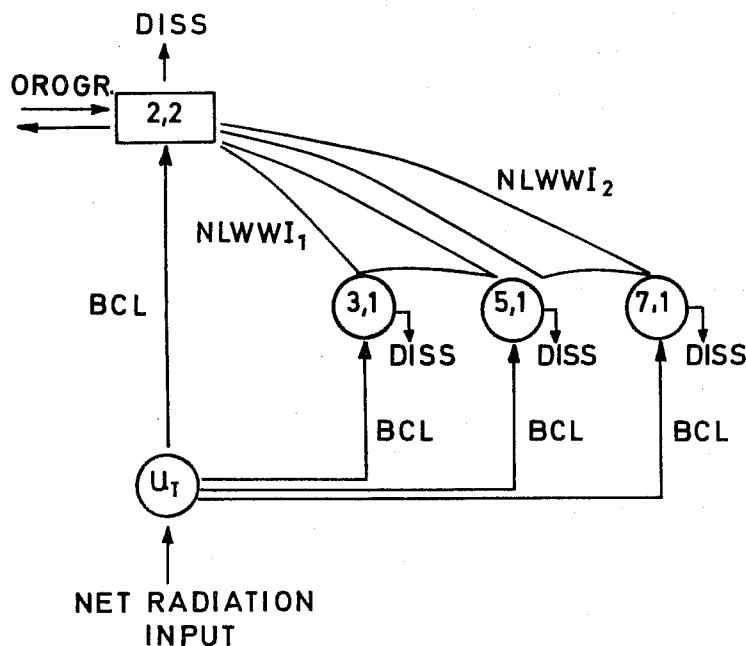 DISS
OROGR.
2,2
NLWWI₂
NLWWI₁
BCL
3,1
5,1
7,1
DISS
DISS
DISS
BCL
BCL
BCL
U_T
NET RADIATION
INPUT